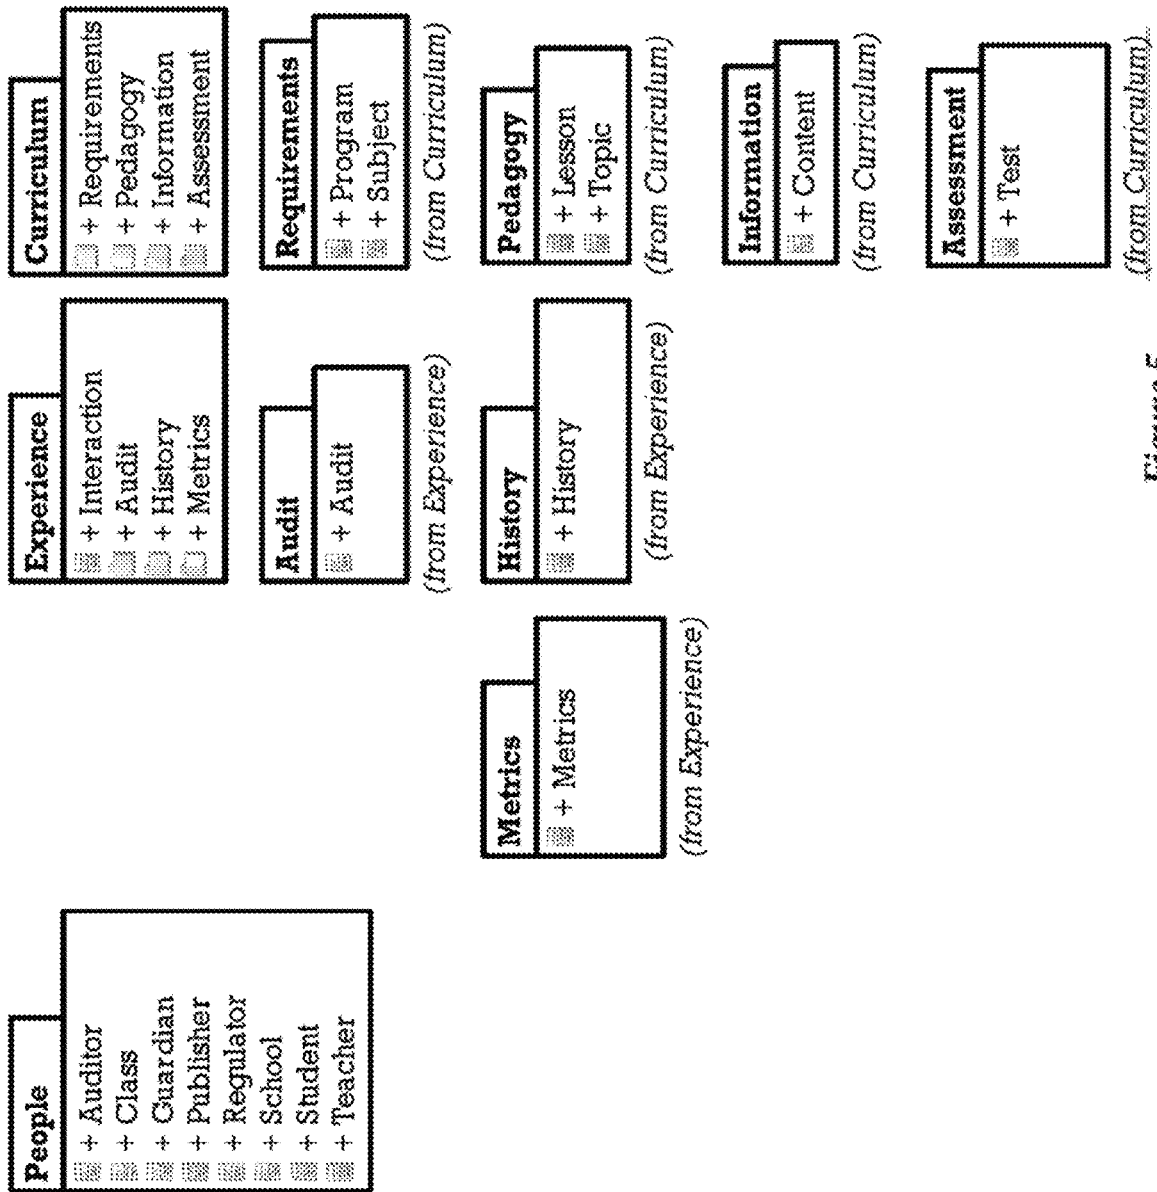 People
+ Auditor
+ Class
+ Guardian
+ Publisher
+ Regulator
+ School
+ Student
+ Teacher
Experience
+ Interaction
+ Audit
+ History
+ Metrics
Curriculum
+ Requirements
+ Pedagogy
+ Information
+ Assessment
Audit
+ Audit
(from Experience)
Requirements
+ Program
+ Subject
(from Curriculum)
Metrics
+ Metrics
(from Experience)
History
+ History
(from Experience)
Pedagogy
+ Lesson
+ Topic
(from Curriculum)
Information
+ Content
(from Curriculum)
Assessment
+ Test
(from Curriculum)
Figure 5